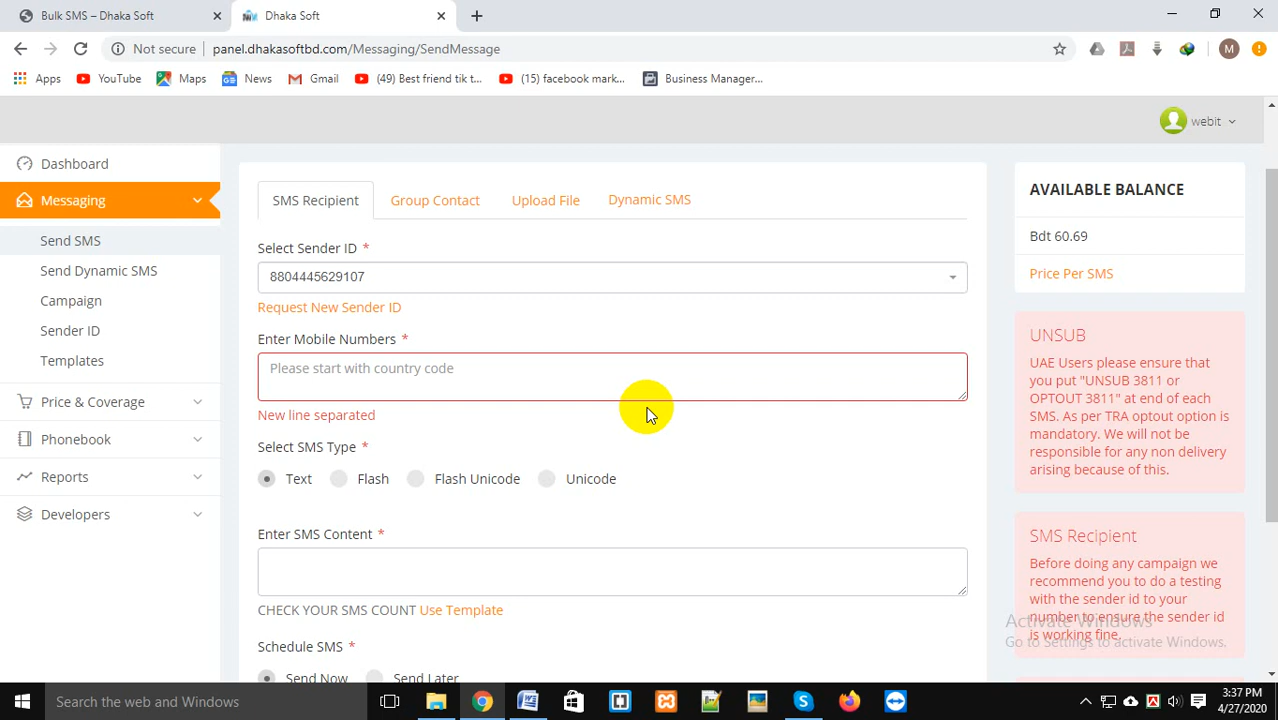 Bulk SMS – Dhaka Soft
Dhaka Soft
Not secure | panel.dhakasoftbd.com/Messaging/SendMessage
M
Apps
YouTube
Maps
News
Gmail
(49) Best friend tik t...
(15) facebook mark...
Business Manager...
webit
Dashboard
Messaging
Send SMS
Send Dynamic SMS
Campaign
Sender ID
Templates
Price & Coverage
Phonebook
Reports
Developers
SMS Recipient
Group Contact
Upload File
Dynamic SMS
Select Sender ID *
8804445629107
Request New Sender ID
Enter Mobile Numbers *
Please start with country code
New line separated
Select SMS Type *
Text
Flash
Flash Unicode
Unicode
Enter SMS Content *
CHECK YOUR SMS COUNT Use Template
Schedule SMS *
Send Now
Send Later
AVAILABLE BALANCE
Bdt 60.69
Price Per SMS
UNSUB
UAE Users please ensure that
you put "UNSUB 3811 or
OPTOUT 3811" at end of each
SMS. As per TRA optout option is
mandatory. We will not be
responsible for any non delivery
arising because of this.
SMS Recipient
Before doing any campaign we
recommend you to do a testing
with the sender id to your
number to ensure the sender id
is working fine.
Activate Windows
Go to Settings to activate Windows.
Search the web and Windows
3:37 PM
4/27/2020